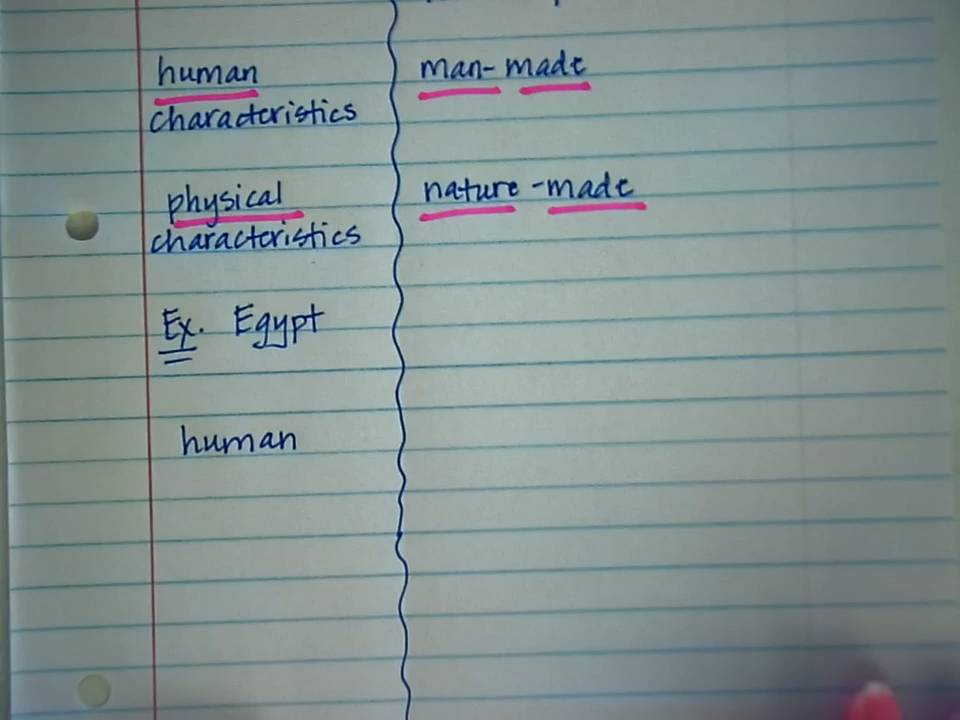 human man-made
characteristics
physical nature-made
characteristics
Ex. Egypt
human